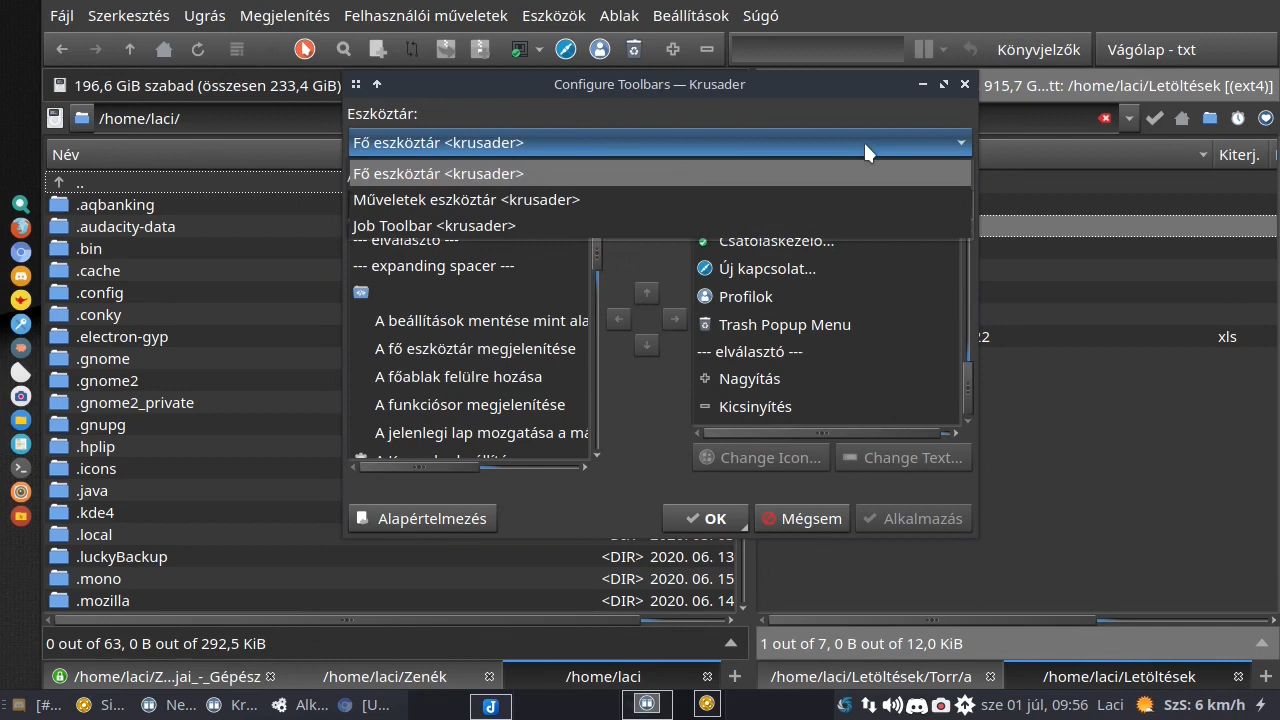 Fájl Szerkesztés Ugrás Megjelenítés Felhasználói műveletek Eszközök Ablak Beállítások Súgó
Könyvjelzők Vágólap - txt
196,6 GiB szabad (összesen 233,4 GiB)
915,7 G...tt: /home/laci/Letöltések [(ext4)]
/home/laci/
Név
Kiterj.
..
.aqbanking
.audacity-data
.bin
.cache
.config
.conky
.electron-gyp
.gnome
.gnome2
.gnome2_private
.gnupg
.hplip
.icons
.java
.kde4
.local
.luckyBackup <DIR> 2020. 06. 13
.mono <DIR> 2020. 06. 15
.mozilla <DIR> 2020. 06. 14
22 xls
Configure Toolbars — Krusader
Eszköztár:
Fő eszköztár <krusader>
Fő eszköztár <krusader>
Műveletek eszköztár <krusader>
Job Toolbar <krusader>
--- elválasztó ---
--- expanding spacer ---
A beállítások mentése mint ala
A fő eszköztár megjelenítése
A főablak felülre hozása
A funkciósor megjelenítése
A jelenlegi lap mozgatása a má
Csatoláskezelő...
Új kapcsolat...
Profilok
Trash Popup Menu
--- elválasztó ---
Nagyítás
Kicsinyítés
Change Icon... Change Text...
Alapértelmezés OK Mégsem Alkalmazás
0 out of 63, 0 B out of 292,5 KiB
1 out of 7, 0 B out of 12,0 KiB
/home/laci/Z...jai_-_Gépész /home/laci/Zenék /home/laci
/home/laci/Letöltések/Torr/a /home/laci/Letöltések
[#... Si... Ne... Kr... Alk... [U...
sze 01 júl, 09:56 Laci SzS: 6 km/h